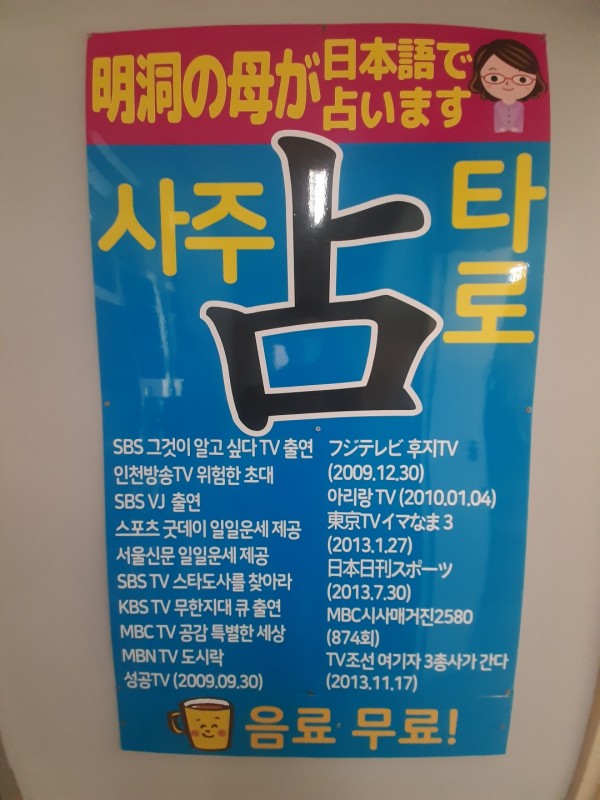 明洞の母が日本語で
占います
사주
占
타
로
SBS 그것이 알고 싶다 TV 출연
인천방송TV 위험한 초대
SBS VJ 출연
스포츠 굿데이 일일운세 제공
서울신문 일일운세 제공
SBS TV 스타도사를 찾아라
KBS TV 무한지대 큐 출연
MBC TV 공감 특별한 세상
MBN TV 도시락
성공TV (2009.09.30)
フジテレビ 후지TV
(2009.12.30)
아리랑 TV (2010.01.04)
東京TVイマなま3
(2013.1.27)
日本日刊スポーツ
(2013.7.30)
MBC시사매거진2580
(874회)
TV조선 여기자 3총사가 간다
(2013.11.17)
음료 무료!